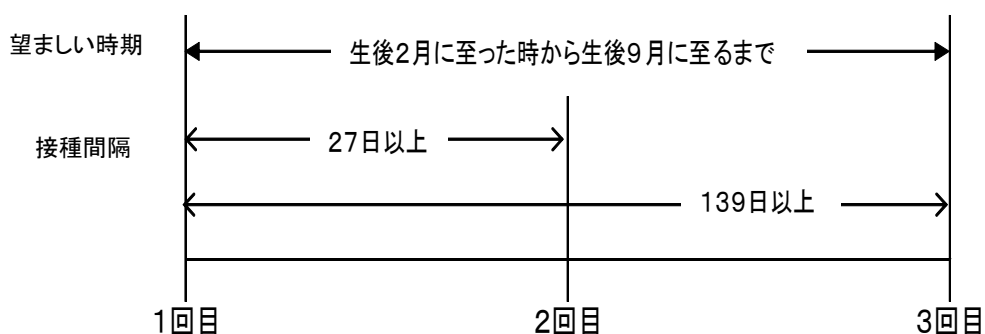 望ましい時期
生後2月に至った時から生後9月に至るまで
接種間隔
27日以上
139日以上
1回目
2回目
3回目